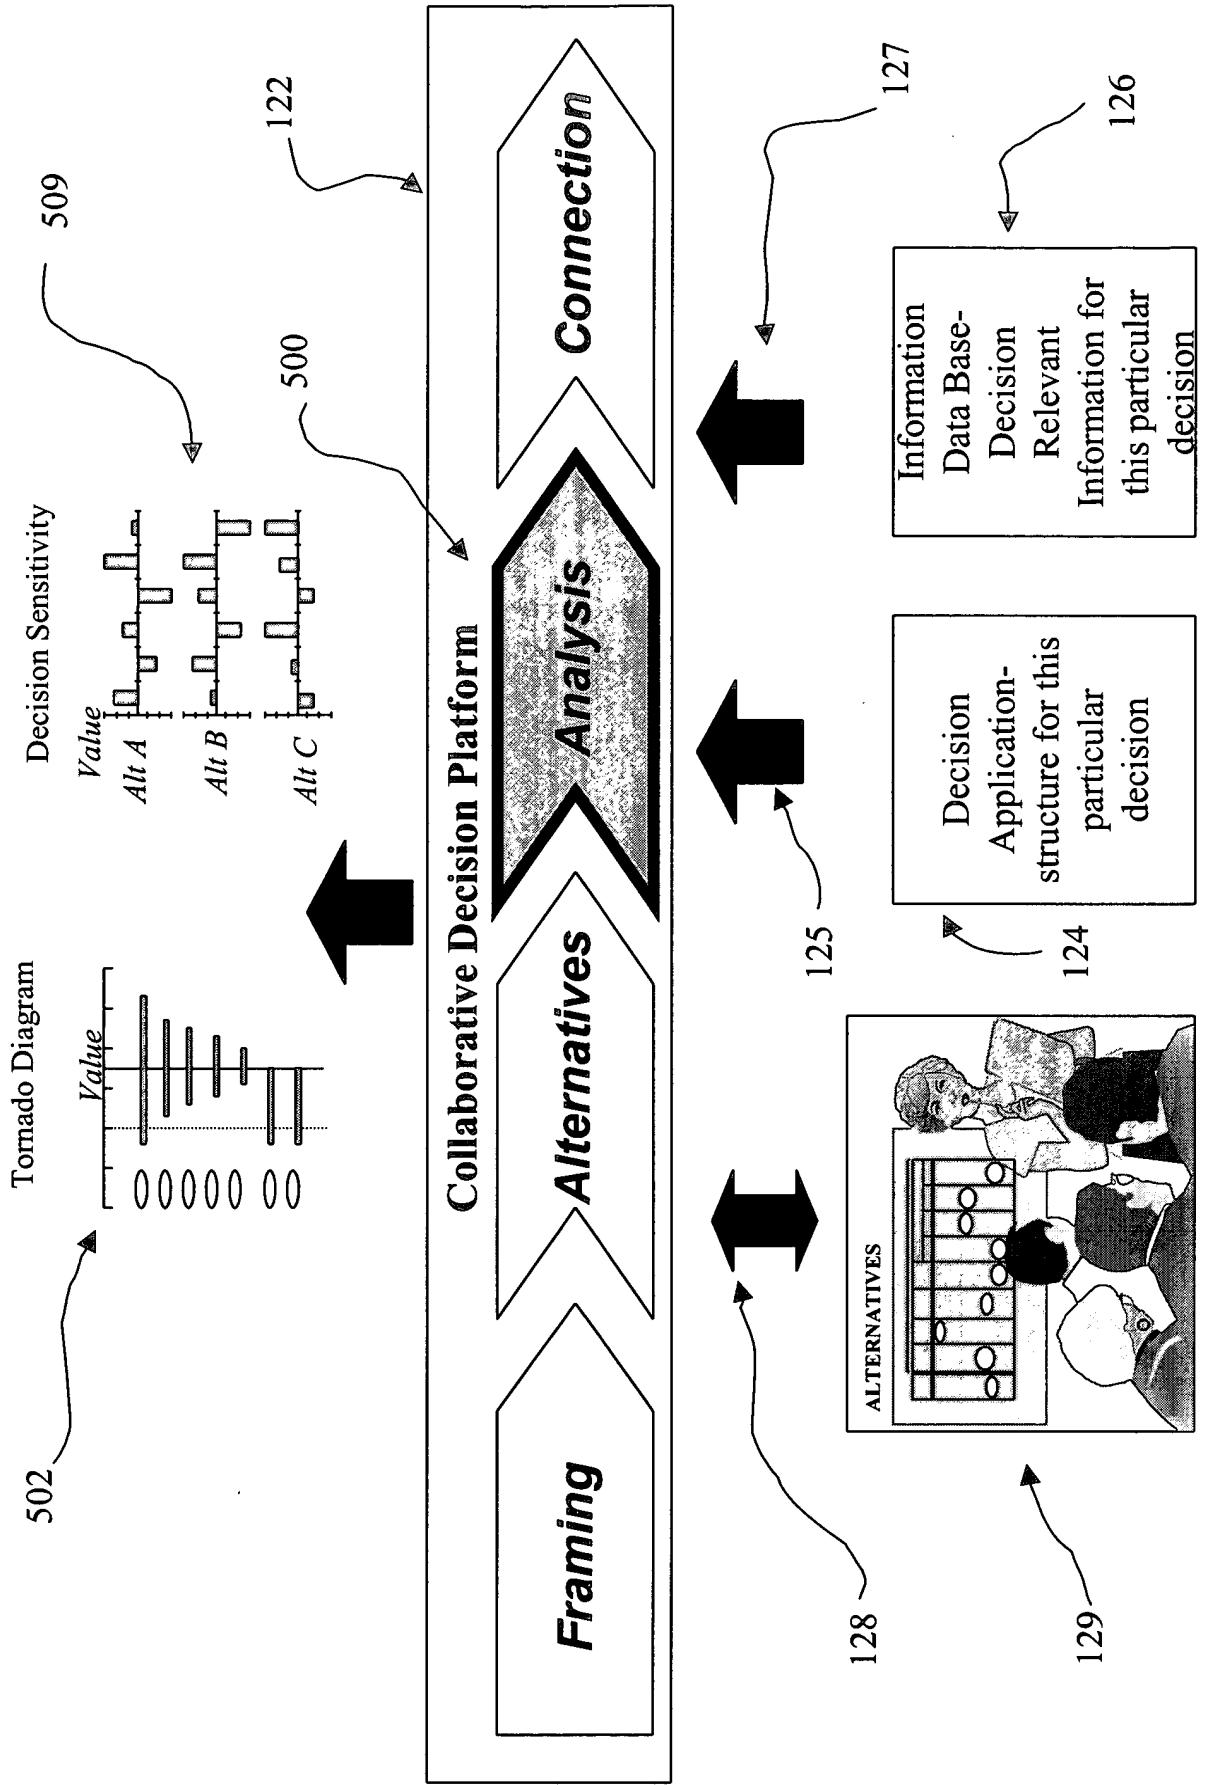 Tornado Diagram
Value
502
Decision Sensitivity
Value
Alt A
Alt B
Alt C
509
122
500
Collaborative Decision Platform
Framing
Alternatives
Analysis
Connection
128
125
127
129
ALTERNATIVES
124
Decision
Application-
structure for this
particular
decision
126
Information
Data Base-
Decision
Relevant
Information for
this particular
decision